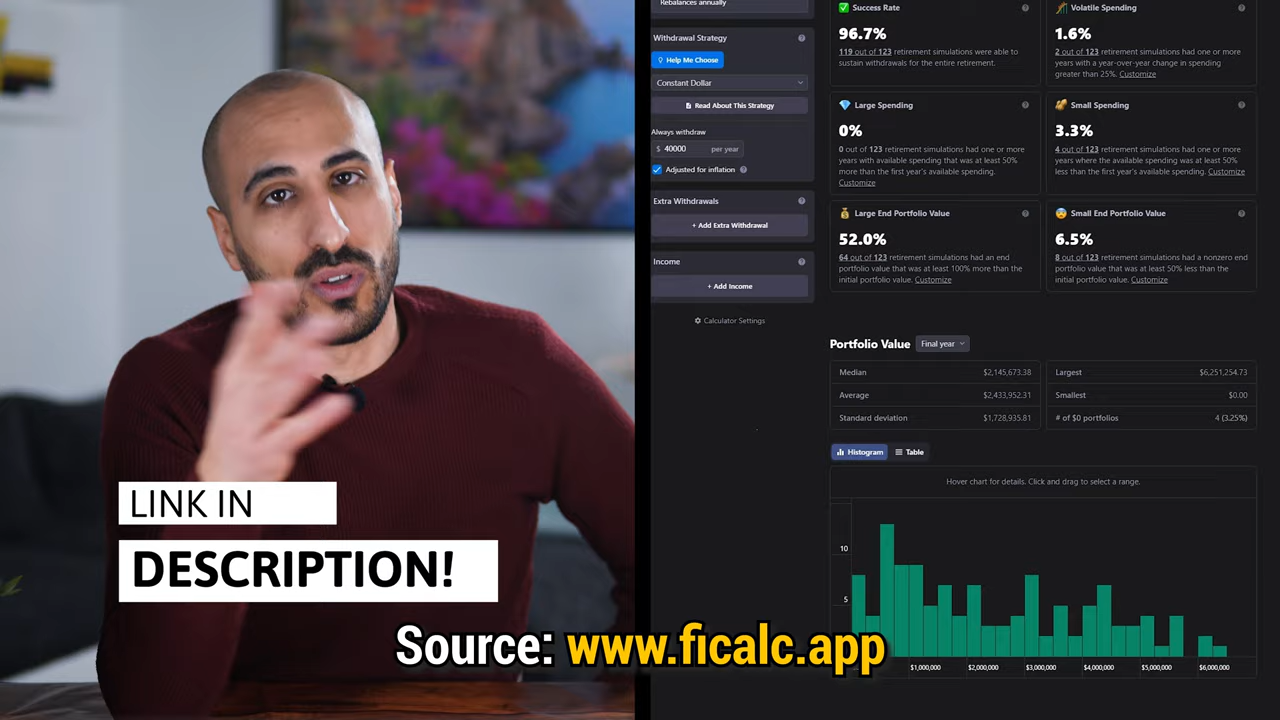 Rebalances annually
Withdrawal Strategy
Help Me Choose
Constant Dollar
Read About This Strategy
Always withdraw
$ 40000 per year
Adjusted for inflation
Extra Withdrawals
+ Add Extra Withdrawal
Income
+ Add Income
Calculator Settings
Success Rate
96.7%
119 out of 123 retirement simulations were able to
sustain withdrawals for the entire retirement.
Volatile Spending
1.6%
2 out of 123 retirement simulations had one or more
years with a year-over-year change in spending
greater than 25%. Customize
Large Spending
0%
0 out of 123 retirement simulations had one or more
years with available spending that was at least 50%
more than the first year's available spending.
Customize
Small Spending
3.3%
4 out of 123 retirement simulations had one or more
years where the available spending was at least 50%
less than the first year's available spending. Customize
Large End Portfolio Value
52.0%
64 out of 123 retirement simulations had an end
portfolio value that was at least 100% more than the
initial portfolio value. Customize
Small End Portfolio Value
6.5%
8 out of 123 retirement simulations had a nonzero end
portfolio value that was at least 50% less than the
initial portfolio value. Customize
Portfolio Value Final year
Median $2,145,673.38
Average $2,433,952.31
Standard deviation $1,728,935.81
Largest $6,251,254.73
Smallest $0.00
# of $0 portfolios 4 (3.25%)
Histogram Table
Hover chart for details. Click and drag to select a range.
10
5
$1,000,000 $2,000,000 $3,000,000 $4,000,000 $5,000,000 $6,000,000
LINK IN
DESCRIPTION!
Source: www.ficalc.app